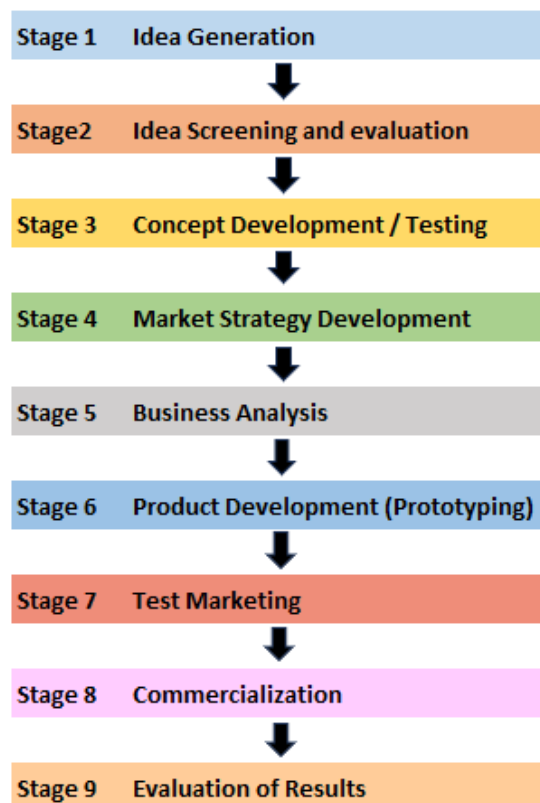 Stage 1 Idea Generation
Stage2 Idea Screening and evaluation
Stage 3 Concept Development / Testing
Stage 4 Market Strategy Development
Stage 5 Business Analysis
Stage 6 Product Development (Prototyping)
Stage 7 Test Marketing
Stage 8 Commercialization
Stage 9 Evaluation of Results